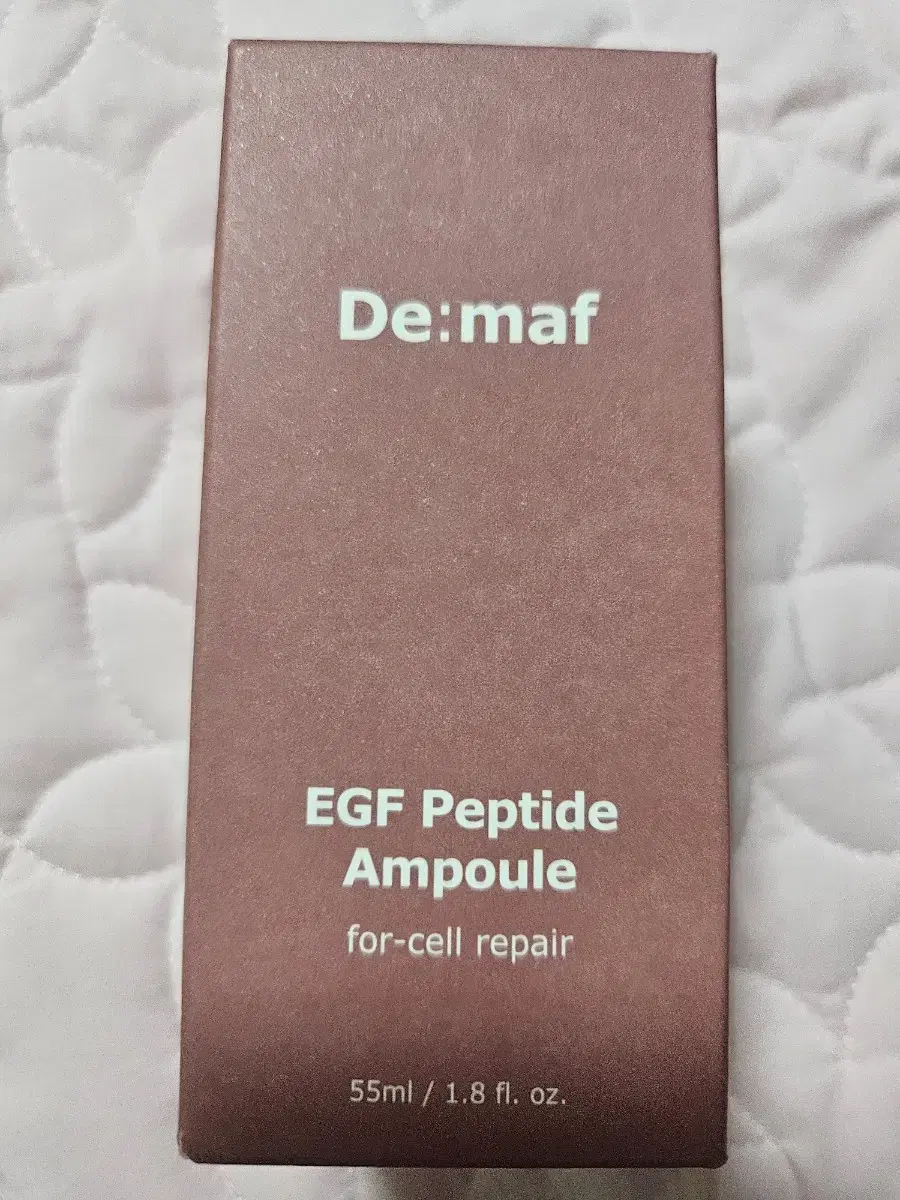 De:maf
EGF Peptide
Ampoule
for-cell repair
55ml / 1.8 fl. oz.